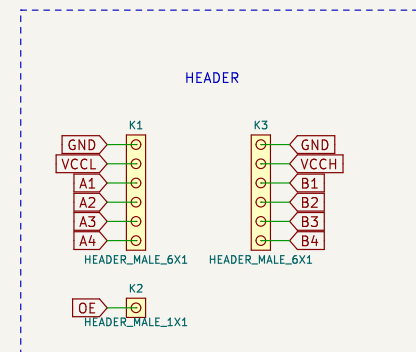 HEADER
K1
GND
VCCL
A1
A2
A3
A4
HEADER_MALE_6X1
K3
GND
VCCH
B1
B2
B3
B4
HEADER_MALE_6X1
K2
OE
HEADER_MALE_1X1